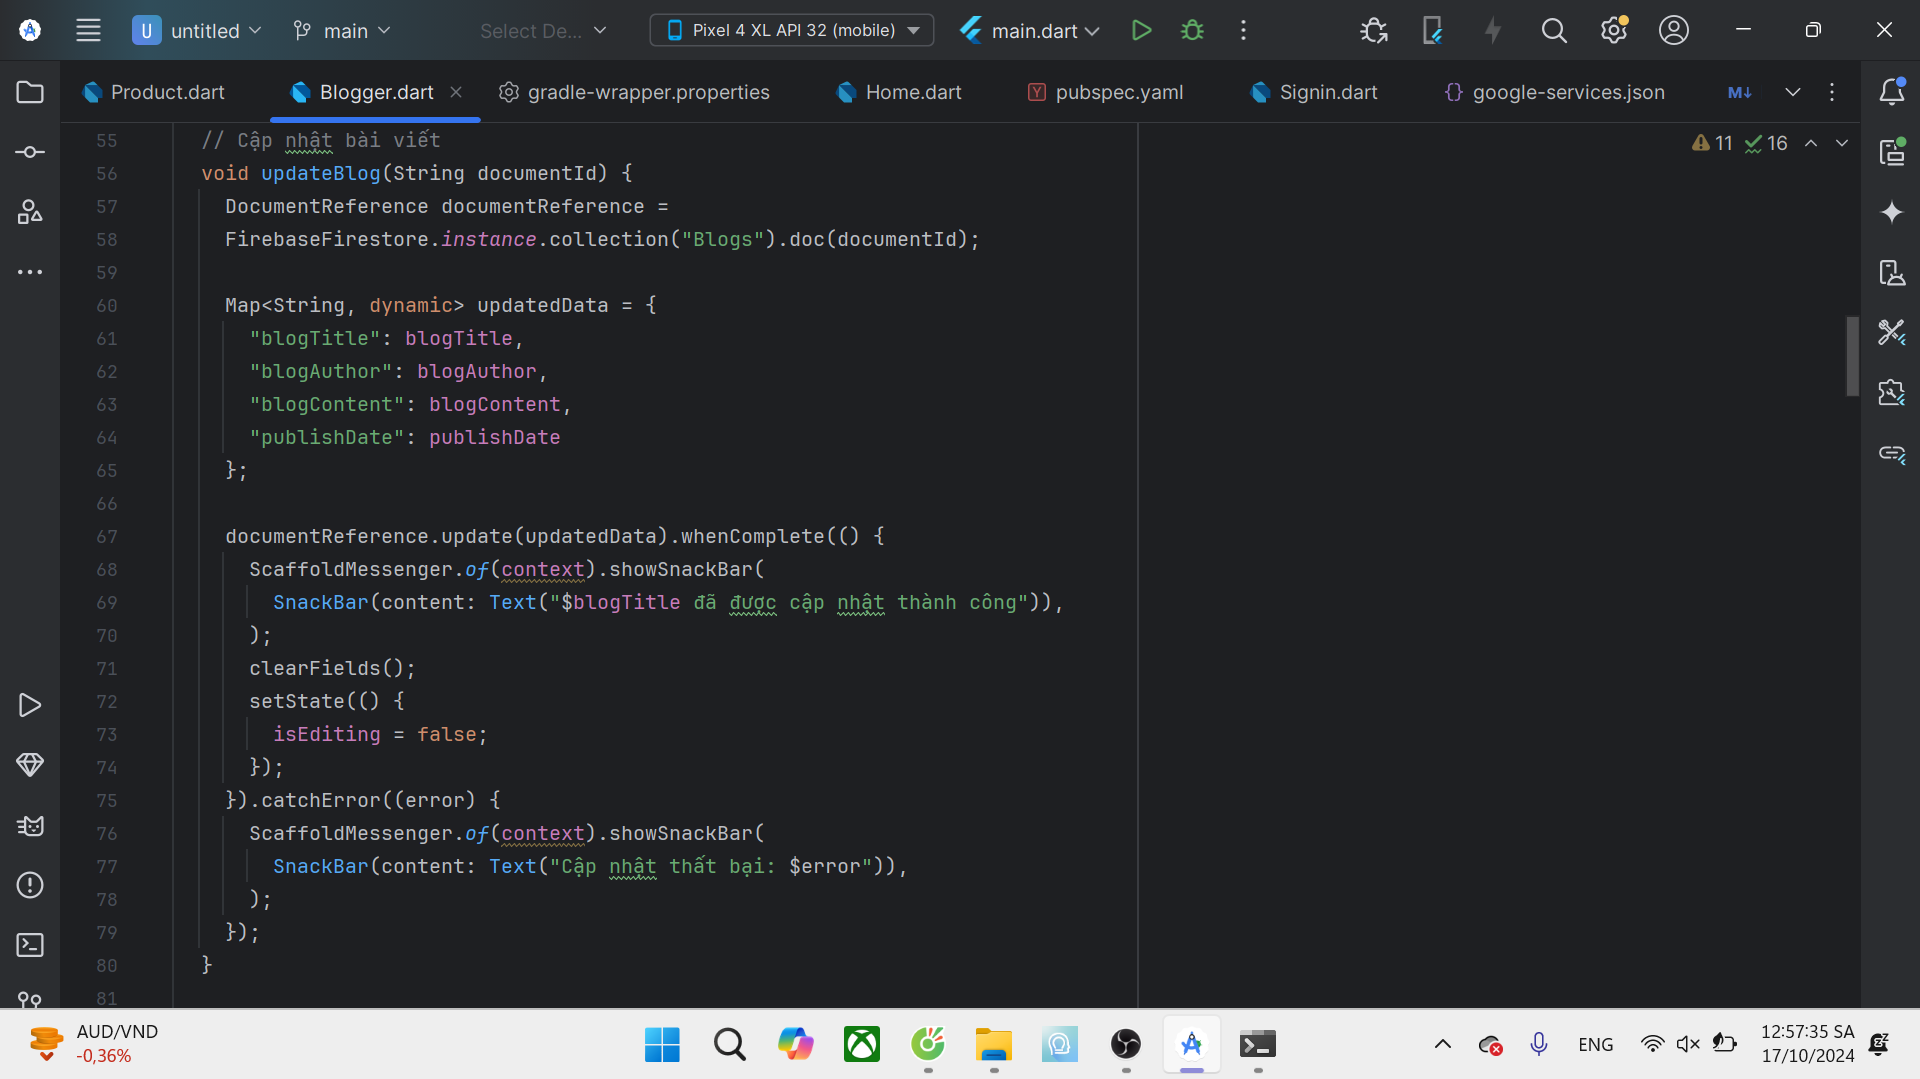 U untitled main Select De... Pixel 4 XL API 32 (mobile) main.dart
Product.dart Blogger.dart gradle-wrapper.properties Home.dart Y pubspec.yaml Signin.dart {} google-services.json M↓
11 16
55 // Cập nhật bài viết
56 void updateBlog(String documentId) {
57 DocumentReference documentReference =
58 FirebaseFirestore.instance.collection("Blogs").doc(documentId);
59
60 Map<String, dynamic> updatedData = {
61 "blogTitle": blogTitle,
62 "blogAuthor": blogAuthor,
63 "blogContent": blogContent,
64 "publishDate": publishDate
65 };
66
67 documentReference.update(updatedData).whenComplete(() {
68 ScaffoldMessenger.of(context).showSnackBar(
69 SnackBar(content: Text("$blogTitle đã được cập nhật thành công")),
70 );
71 clearFields();
72 setState(() {
73 isEditing = false;
74 });
75 }).catchError((error) {
76 ScaffoldMessenger.of(context).showSnackBar(
77 SnackBar(content: Text("Cập nhật thất bại: $error")),
78 );
79 });
80 }
81
AUD/VND
-0,36%
ENG
12:57:35 SA
17/10/2024